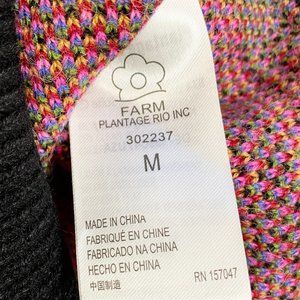 FARM
PLANTAGE RIO INC
302237
M
MADE IN CHINA
FABRIQUÉ EN CHINE
FABRICADO NA CHINA
HECHO EN CHINA
中国制造
RN 157047